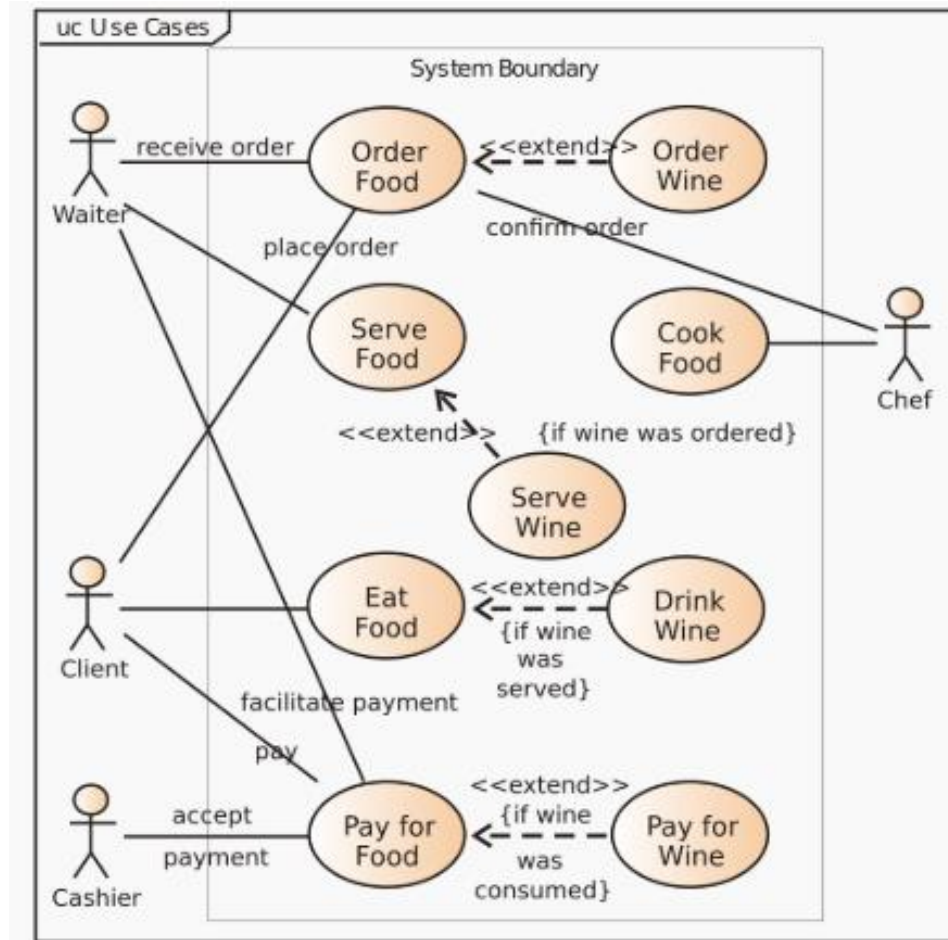 uc Use Cases
System Boundary
receive order
Order
Food
<<extend>>
Order
Wine
Waiter
place order
confirm order
Serve
Food
Cook
Food
Chef
<<extend>>
{if wine was ordered}
Serve
Wine
Eat
Food
<<extend>>
{if wine
was
served}
Drink
Wine
Client
facilitate payment
pay
accept
payment
Pay for
Food
<<extend>>
{if wine
was
consumed}
Pay for
Wine
Cashier